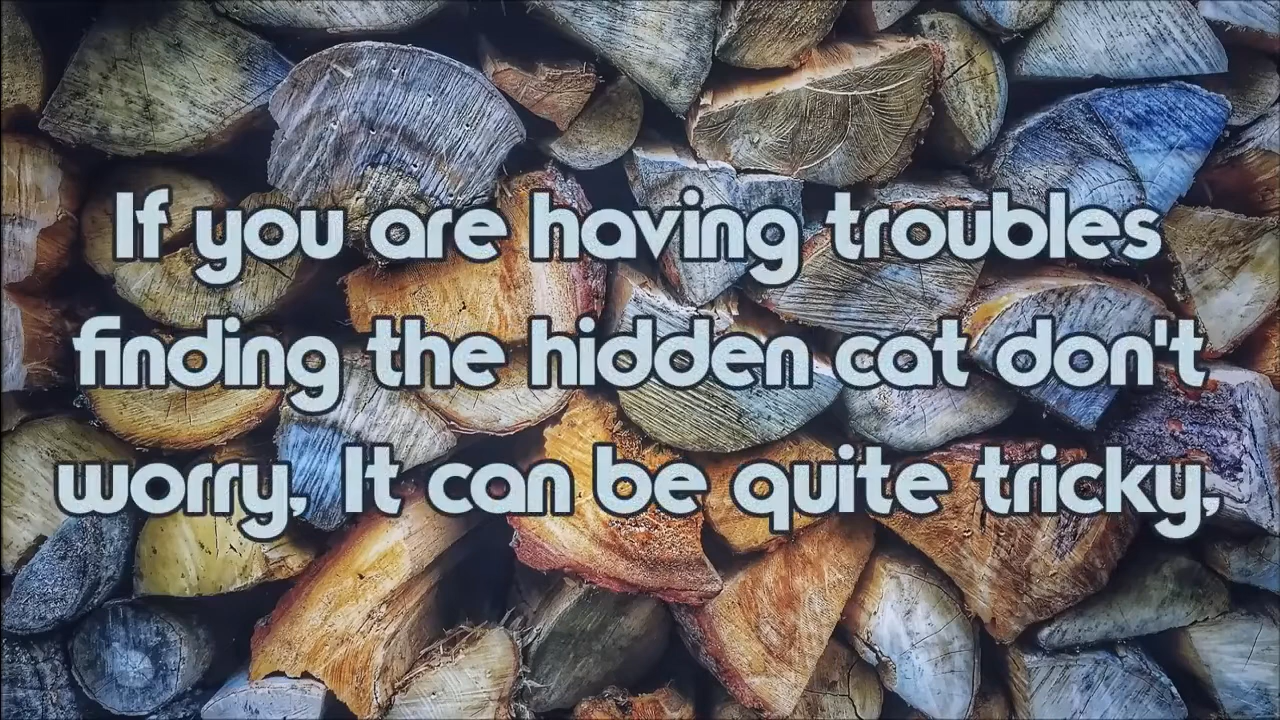 If you are having troubles
finding the hidden cat don't
worry, It can be quite tricky,